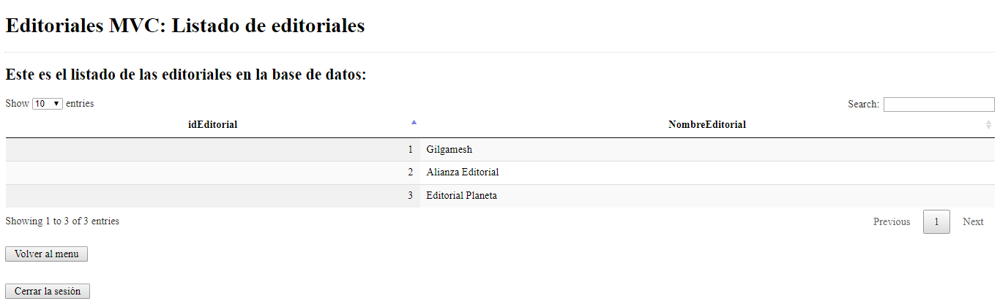 Editoriales MVC: Listado de editoriales
Este es el listado de las editoriales en la base de datos:
Show 10 entries Search:
idEditorial NombreEditorial
1 Gilgamesh
2 Alianza Editorial
3 Editorial Planeta
Showing 1 to 3 of 3 entries Previous 1 Next
Volver al menu
Cerrar la sesión